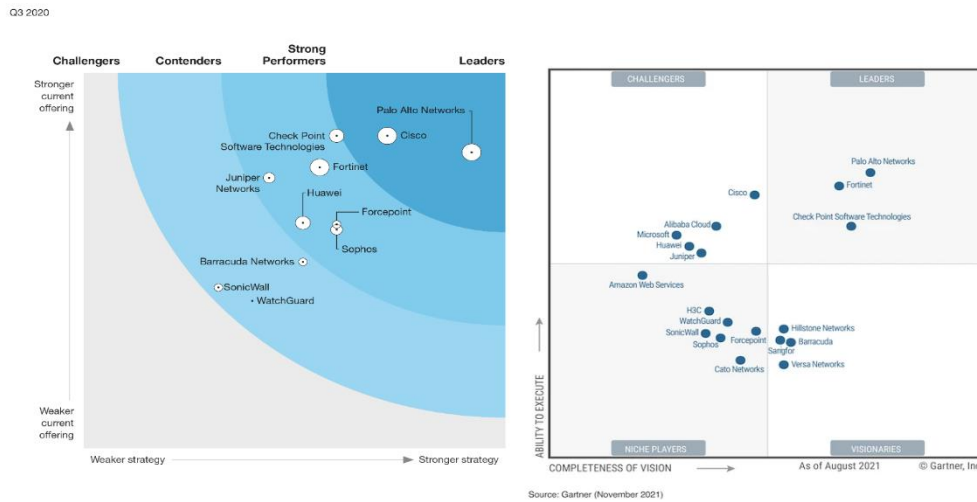 Q3 2020
Challengers
Contenders
Strong
Performers
Leaders
Stronger
current
offering
Palo Alto Networks
Check Point
Software Technologies
Cisco
Fortinet
Juniper
Networks
Huawei
Forcepoint
Sophos
Barracuda Networks
SonicWall
WatchGuard
Weaker
current
offering
Weaker strategy
Stronger strategy
CHALLENGERS
LEADERS
Palo Alto Networks
Fortinet
Cisco
Check Point Software Technologies
Alibaba Cloud
Microsoft
Huawei
Juniper
Amazon Web Services
H3C
WatchGuard
Hillstone Networks
SonicWall
Sophos
Forcepoint
Barracuda
Sangfor
Cato Networks
Versa Networks
ABILITY TO EXECUTE
NICHE PLAYERS
VISIONARIES
COMPLETENESS OF VISION
As of August 2021
© Gartner, Inc
Source: Gartner (November 2021)